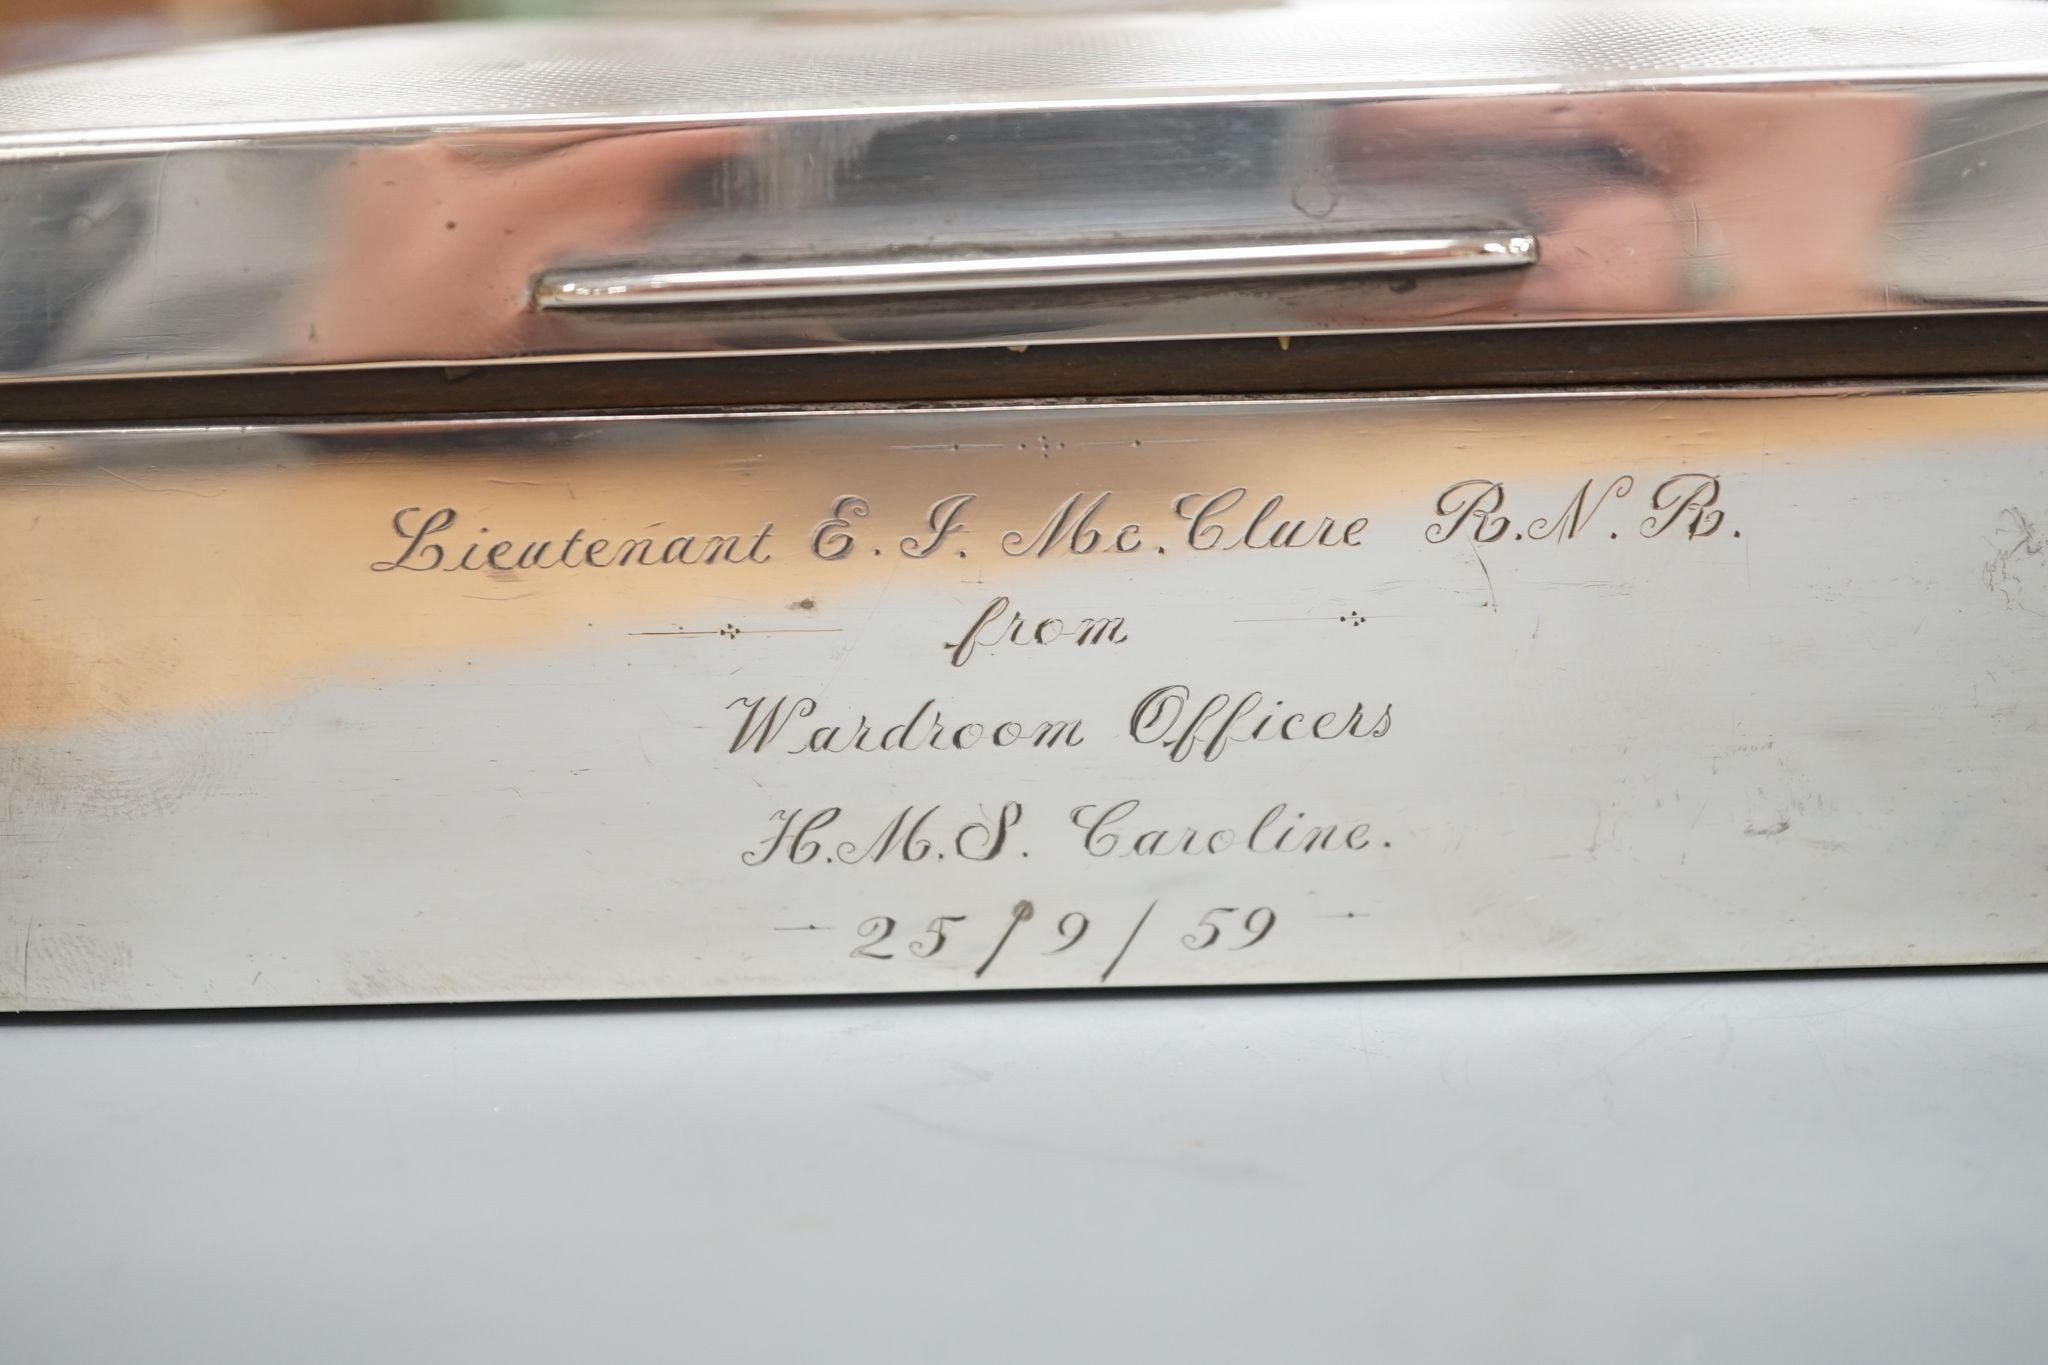 Lieutenant E. J. Mc. Clure R. N. R.
from
Wardroom Officers
H.M.S. Caroline.
25/9/59